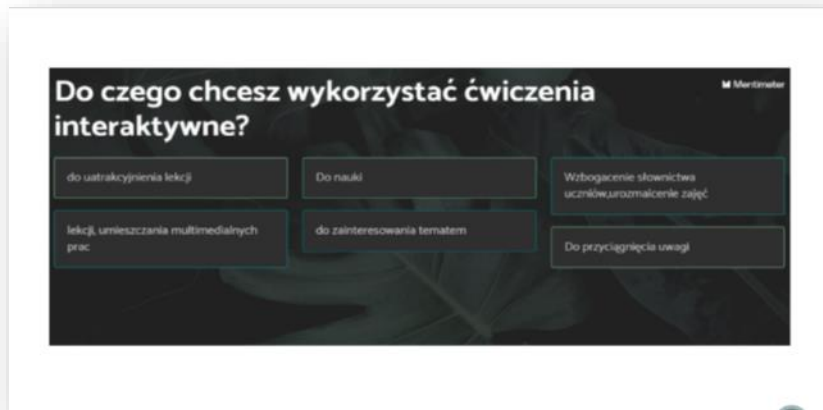 Do czego chcesz wykorzystać ćwiczenia
interaktywne?
Mentimeter
do uatrakcyjnienia lekcji
Do nauki
Wzbogacenie słownictwa
uczniów,urozmaicenie zajęć
lekcji, umieszczania multimedialnych
prac
do zainteresowania tematem
Do przyciągnięcia uwagi